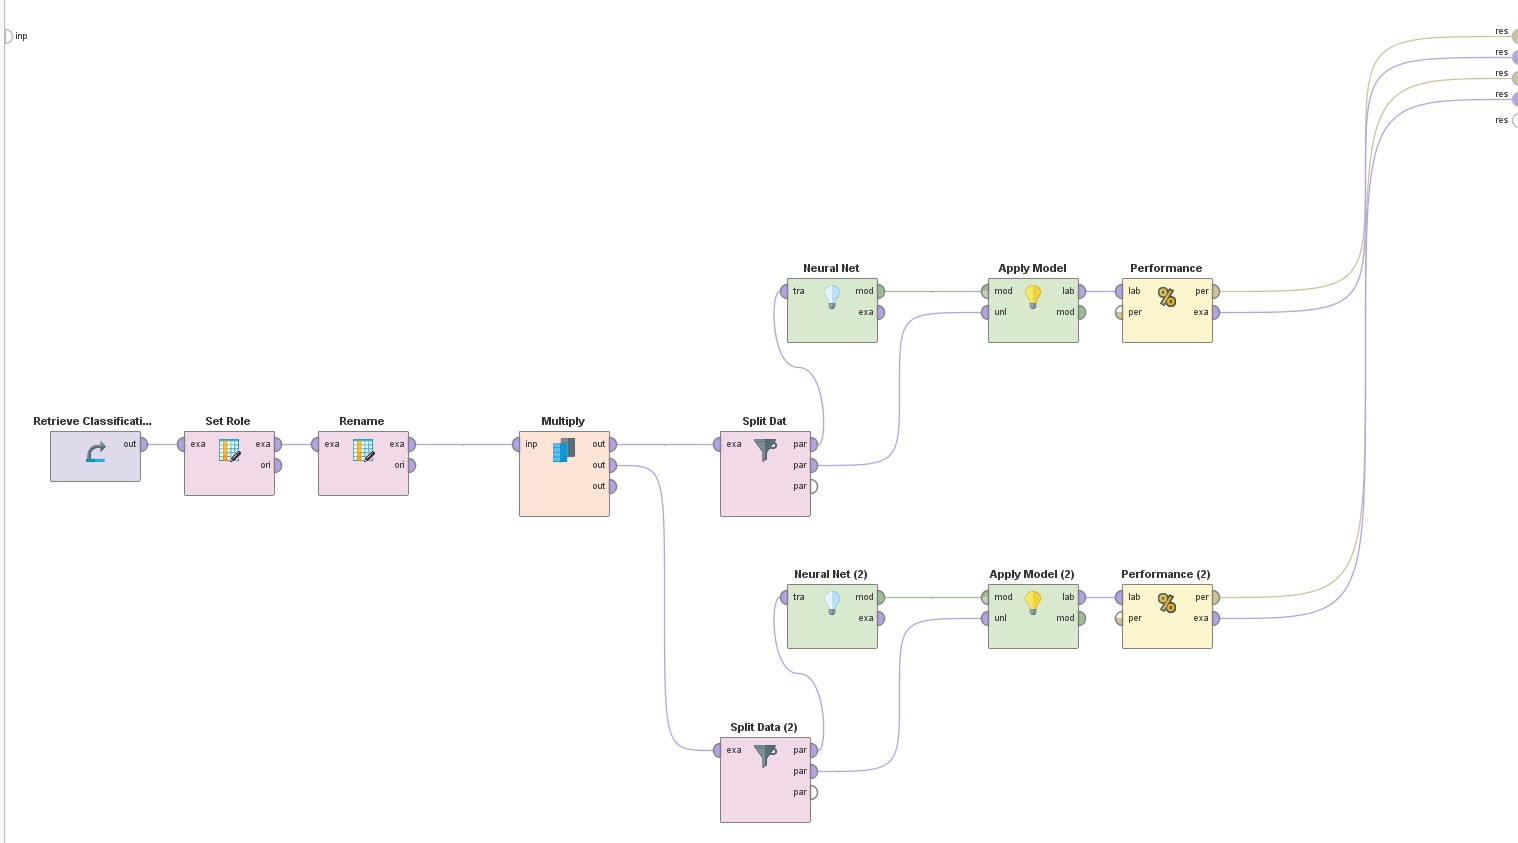 inp
res
res
res
res
res
Neural Net
tra mod
exa
Apply Model
mod lab
unl mod
Performance
lab per
per exa
Retrieve Classificati...
out
Set Role
exa exa
ori
Rename
exa exa
ori
Multiply
inp out
out
out
Split Dat
exa par
par
par
Neural Net (2)
tra mod
exa
Apply Model (2)
mod lab
unl mod
Performance (2)
lab per
per exa
Split Data (2)
exa par
par
par